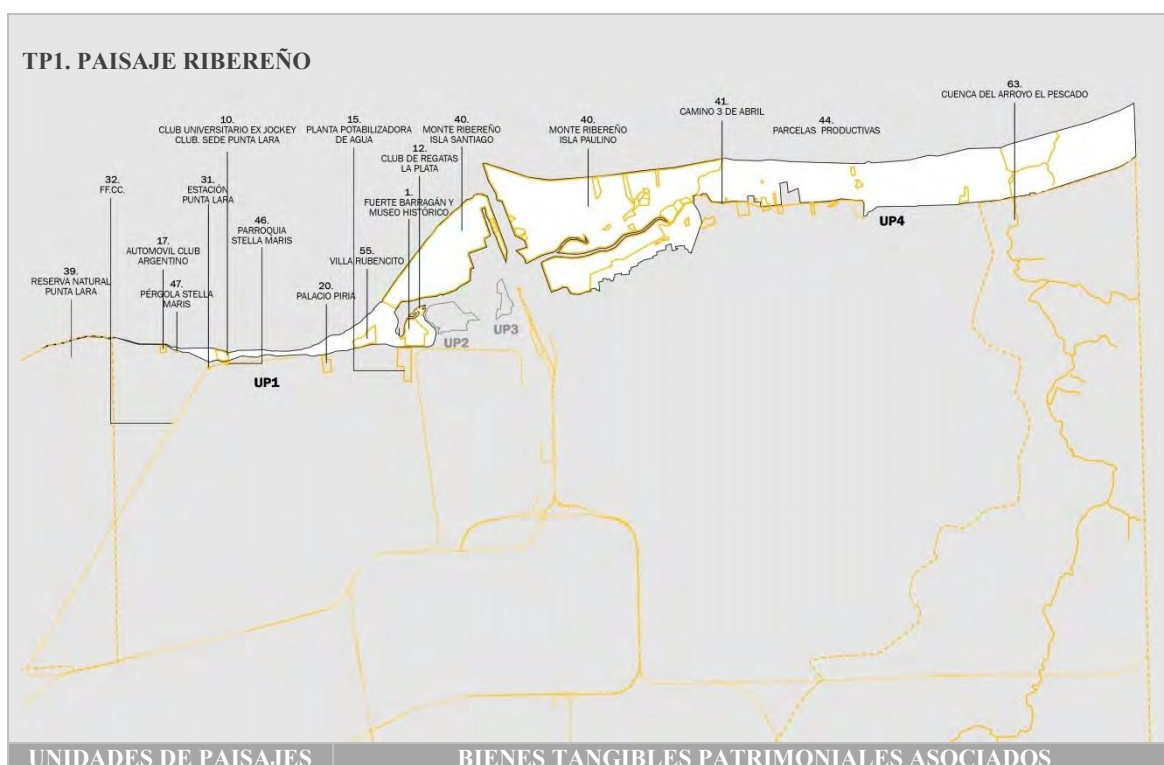 TP1. PAISAJE RIBEREÑO
63.
CUENCA DEL ARROYO EL PESCADO
10.
CLUB UNIVERSITARIO EX JOCKEY
CLUB. SEDE PUNTA LARA
15.
PLANTA POTABILIZADORA
DE AGUA
40.
MONTE RIBEREÑO
ISLA SANTIAGO
40.
MONTE RIBEREÑO
ISLA PAULINO
41.
CAMINO 3 DE ABRIL
44.
PARCELAS PRODUCTIVAS
12.
CLUB DE REGATAS
LA PLATA
32.
FF.CC.
31.
ESTACIÓN
PUNTA LARA
1.
FUERTE BARRAGÁN Y
MUSEO HISTÓRICO
46.
PARROQUIA
STELLA MARIS
17.
AUTOMOVIL CLUB
ARGENTINO
55.
VILLA RUBENCITO
39.
RESERVA NATURAL
PUNTA LARA
47.
PÉRGOLA STELLA
MARIS
20.
PALACIO PIRIA
UP4
UP3
UP2
UP1
UNIDADES DE PAISAJES
BIENES TANGIBLES PATRIMONIALES ASOCIADOS